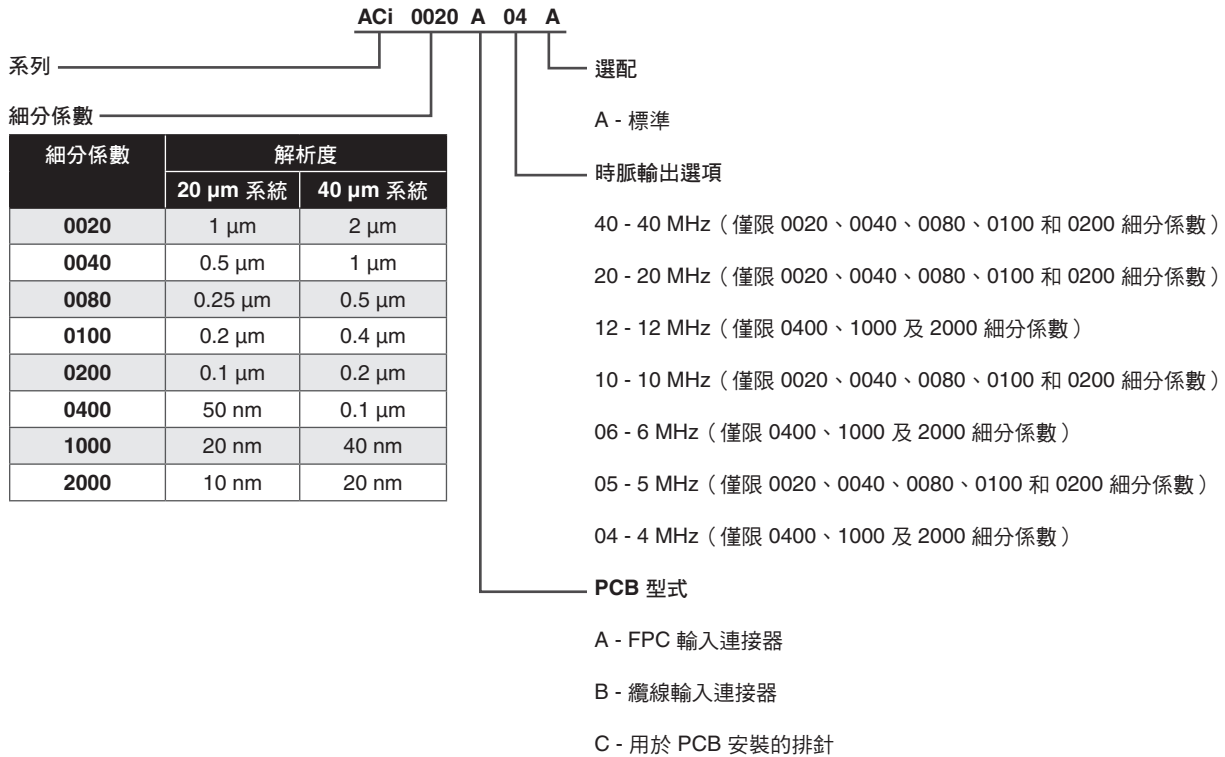 ACi 0020 A 04 A
系列
細分係數
細分係數 解析度
20 µm 系統 40 µm 系統
0020 1 µm 2 µm
0040 0.5 µm 1 µm
0080 0.25 µm 0.5 µm
0100 0.2 µm 0.4 µm
0200 0.1 µm 0.2 µm
0400 50 nm 0.1 µm
1000 20 nm 40 nm
2000 10 nm 20 nm
選配
A - 標準
時脈輸出選項
40 - 40 MHz（僅限 0020、0040、0080、0100 和 0200 細分係數）
20 - 20 MHz（僅限 0020、0040、0080、0100 和 0200 細分係數）
12 - 12 MHz（僅限 0400、1000 及 2000 細分係數）
10 - 10 MHz（僅限 0020、0040、0080、0100 和 0200 細分係數）
06 - 6 MHz（僅限 0400、1000 及 2000 細分係數）
05 - 5 MHz（僅限 0020、0040、0080、0100 和 0200 細分係數）
04 - 4 MHz（僅限 0400、1000 及 2000 細分係數）
PCB 型式
A - FPC 輸入連接器
B - 纜線輸入連接器
C - 用於 PCB 安裝的排針